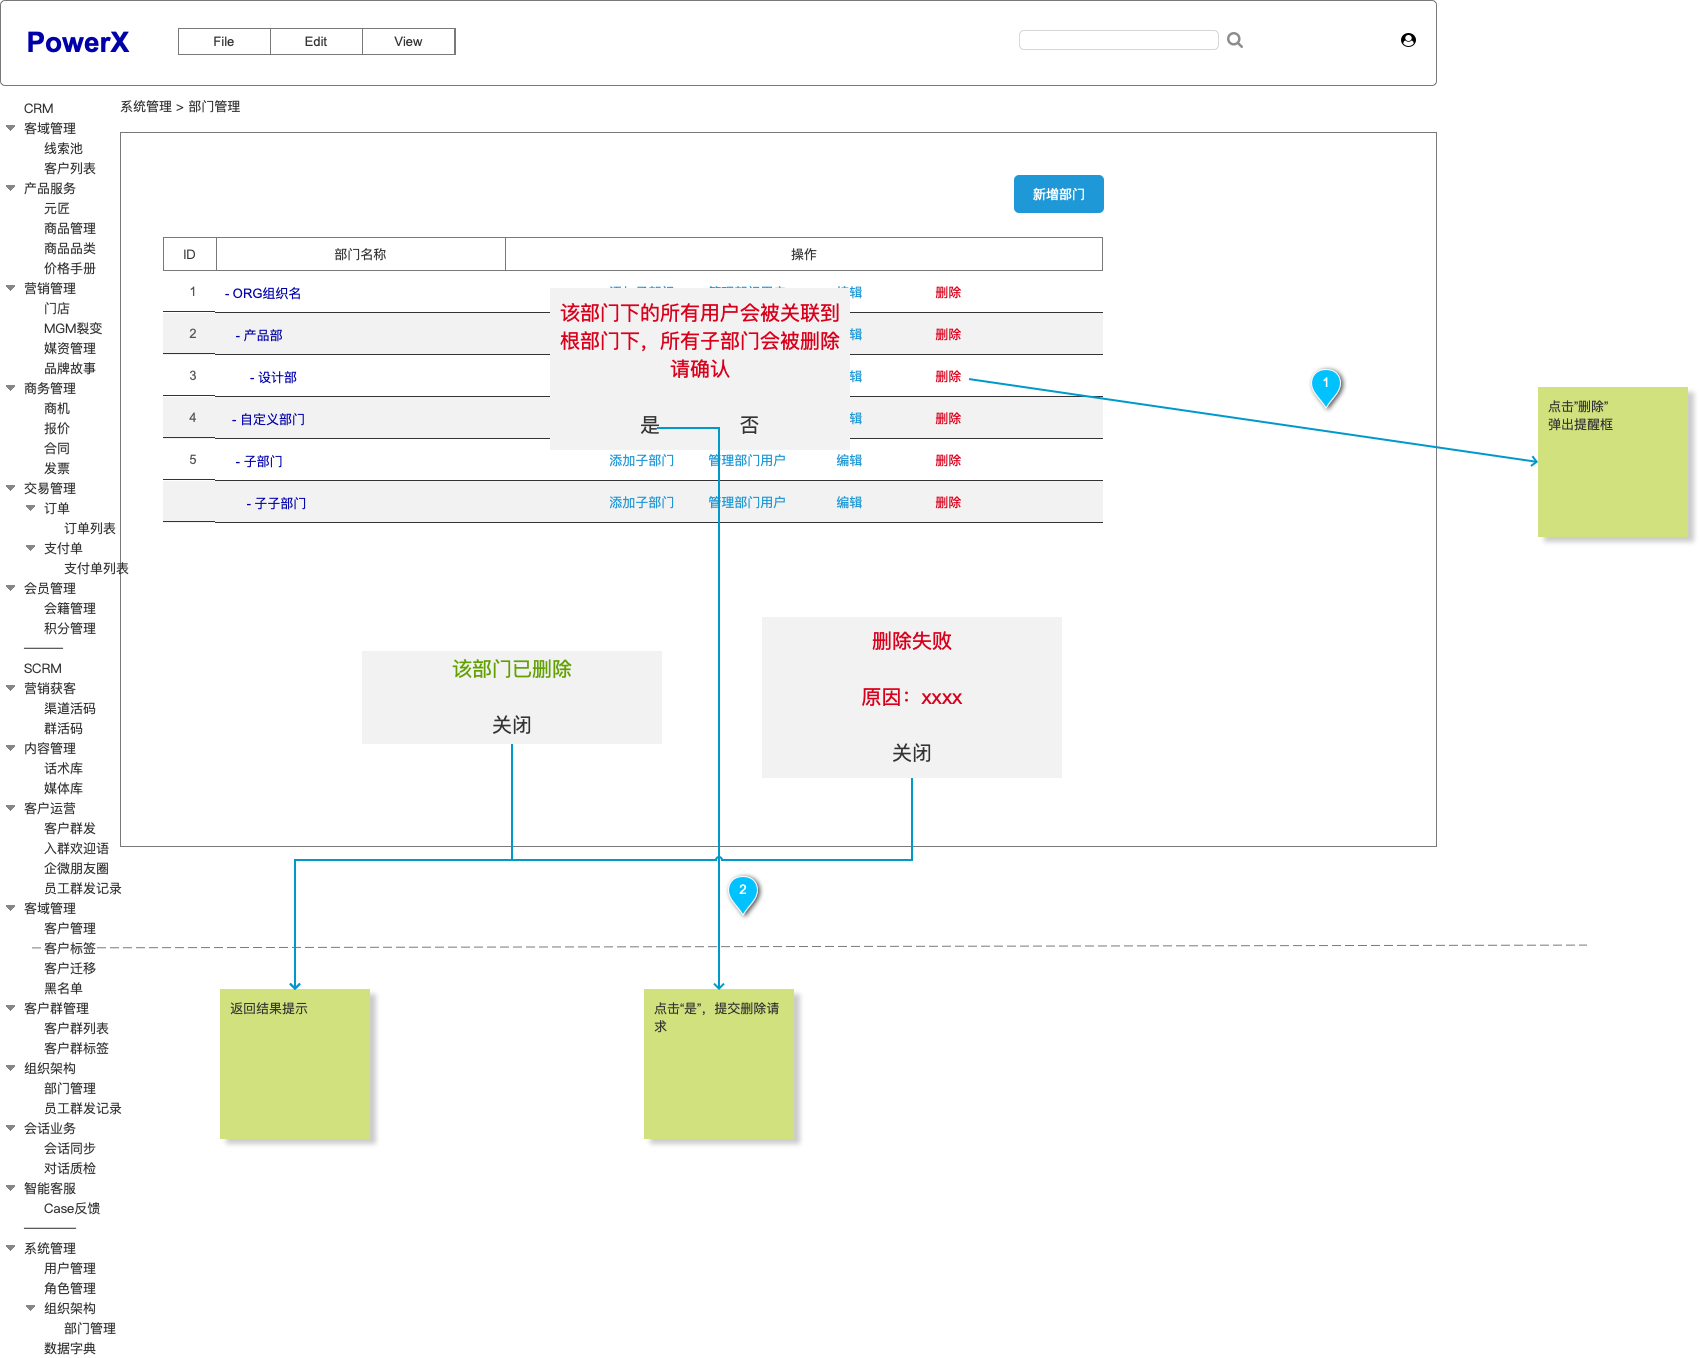 PowerX
File
Edit
View
系统管理 > 部门管理
CRM
客域管理
线索池
客户列表
产品服务
元匠
商品管理
商品品类
价格手册
营销管理
门店
MGM裂变
媒资管理
品牌故事
商务管理
商机
报价
合同
发票
交易管理
订单
订单列表
支付单
支付单列表
会员管理
会籍管理
积分管理
SCRM
营销获客
渠道活码
群活码
内容管理
话术库
媒体库
客户运营
客户群发
入群欢迎语
企微朋友圈
员工群发记录
客域管理
客户管理
客户标签
客户迁移
黑名单
客户群管理
客户群列表
客户群标签
组织架构
部门管理
员工群发记录
会话业务
会话同步
对话质检
智能客服
Case反馈
系统管理
用户管理
角色管理
组织架构
部门管理
数据字典
新增部门
ID 部门名称 操作
1 - ORG组织名 删除
2 - 产品部 删除
3 - 设计部 删除
4 - 自定义部门 删除
5 - 子部门 添加子部门 管理部门用户 编辑 删除
- 子子部门 添加子部门 管理部门用户 编辑 删除
该部门下的所有用户会被关联到
根部门下，所有子部门会被删除
请确认
是 否
1
点击”删除”
弹出提醒框
该部门已删除
关闭
删除失败
原因：xxxx
关闭
2
返回结果提示
点击“是”，提交删除请
求